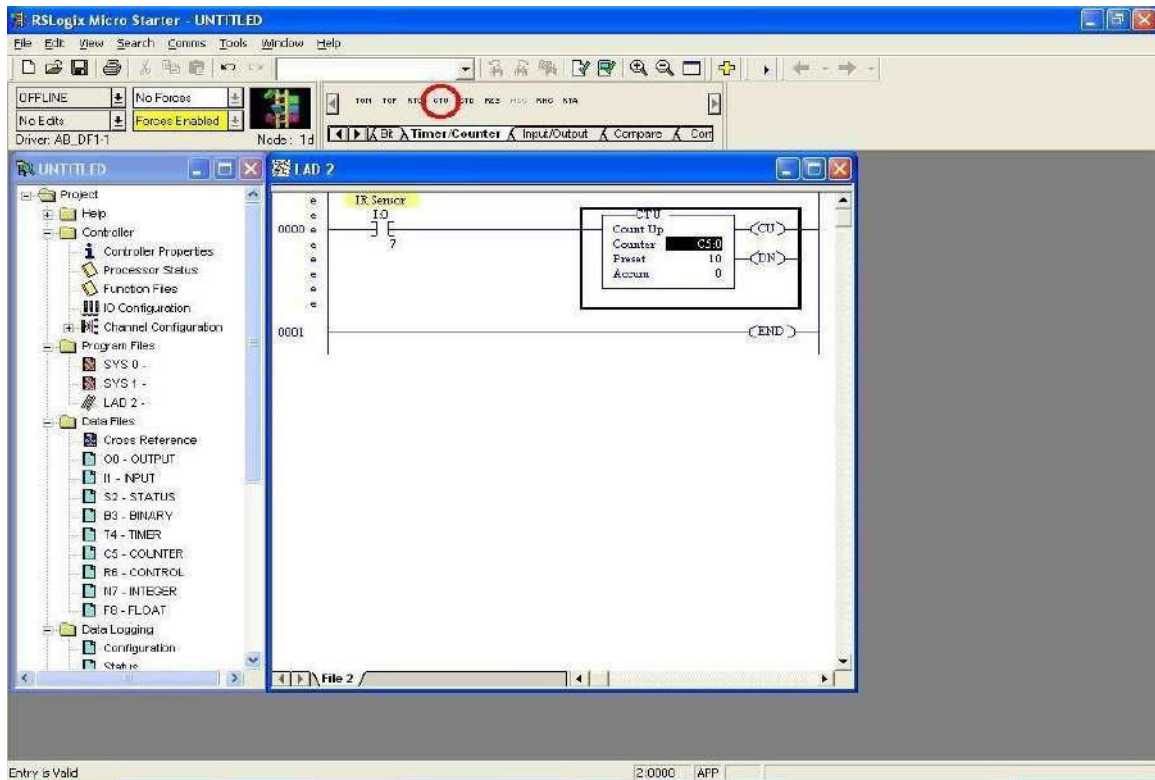 RSLogix Micro Starter - UNTITLED
File Edit View Search Comms Tools Window Help
OFFLINE No Forces
No Edits Forces Enabled
Driver: AB_DF1-1 Node: 1d
TON TOF RTO CTU CTD RES MSG RHC RTA
Bit Timer/Counter Input/Output Compare Com
UNTITLED
Project
Help
Controller
Controller Properties
Processor Status
Function Files
IO Configuration
Channel Configuration
Program Files
SYS 0 -
SYS 1 -
LAD 2 -
Data Files
Cross Reference
O0 - OUTPUT
I1 - INPUT
S2 - STATUS
B3 - BINARY
T4 - TIMER
C5 - COUNTER
R6 - CONTROL
N7 - INTEGER
F8 - FLOAT
Data Logging
Configuration
Status
LAD 2
IR Sensor
I:0
0000
7
e
e
e
e
e
e
e
e
CTU
Count Up
Counter C5:0
Preset 10
Accum 0
(CU)
(DN)
0001
(END)
File 2
Entry is Valid
2:0000 APP